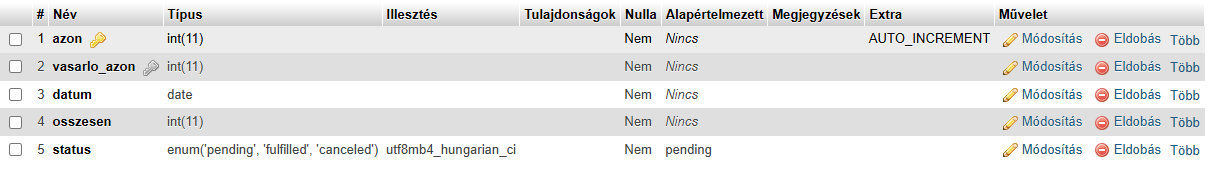 # Név Típus Illesztés Tulajdonságok Nulla Alapértelmezett Megjegyzések Extra Művelet
1 azon int(11) Nem Nincs AUTO_INCREMENT Módosítás Eldobás Több
2 vasarlo_azon int(11) Nem Nincs Módosítás Eldobás Több
3 datum date Nem Nincs Módosítás Eldobás Több
4 osszesen int(11) Nem Nincs Módosítás Eldobás Több
5 status enum('pending', 'fulfilled', 'canceled') utf8mb4_hungarian_ci Nem pending Módosítás Eldobás Több